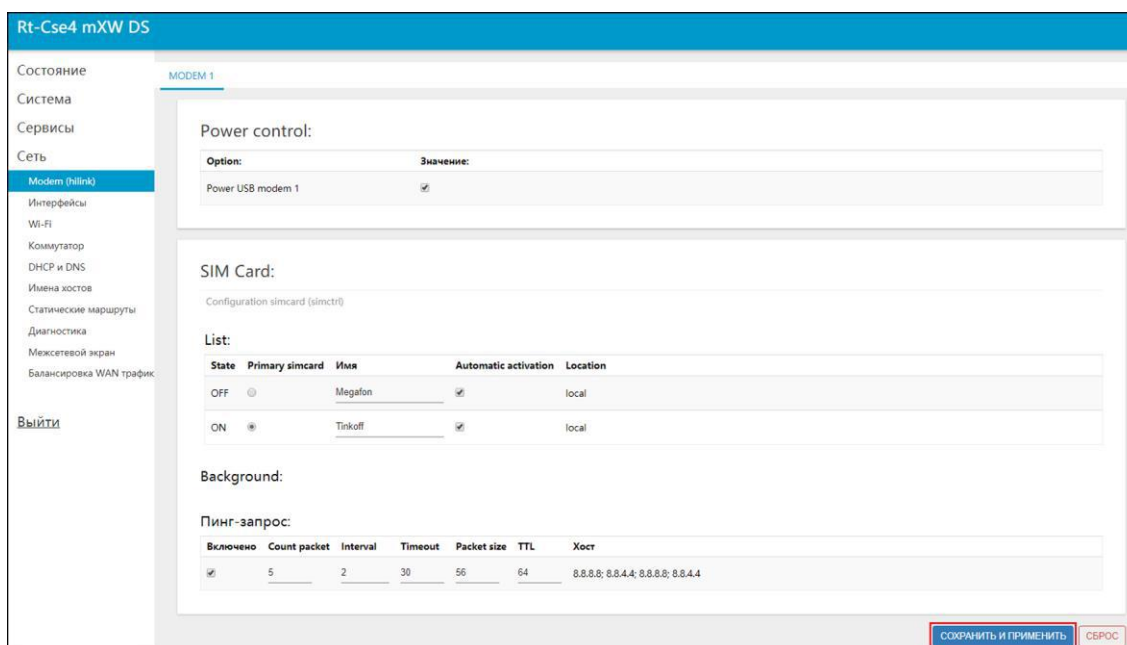 Rt-Cse4 mXW DS
Состояние
Система
Сервисы
Сеть
Modem (hilink)
Интерфейсы
Wi-Fi
Коммутатор
DHCP и DNS
Имена хостов
Статические маршруты
Диагностика
Межсетевой экран
Балансировка WAN трафик
Выйти
MODEM 1
Power control:
Option: Значение:
Power USB modem 1
SIM Card:
Configuration simcard (simctrl)
List:
State Primary simcard Имя Automatic activation Location
OFF Megafon local
ON Tinkoff local
Background:
Пинг-запрос:
Включено Count packet Interval Timeout Packet size TTL Хост
5 2 30 56 64 8.8.8.8; 8.8.4.4; 8.8.8.8; 8.8.4.4
СОХРАНИТЬ И ПРИМЕНИТЬ СБРОС